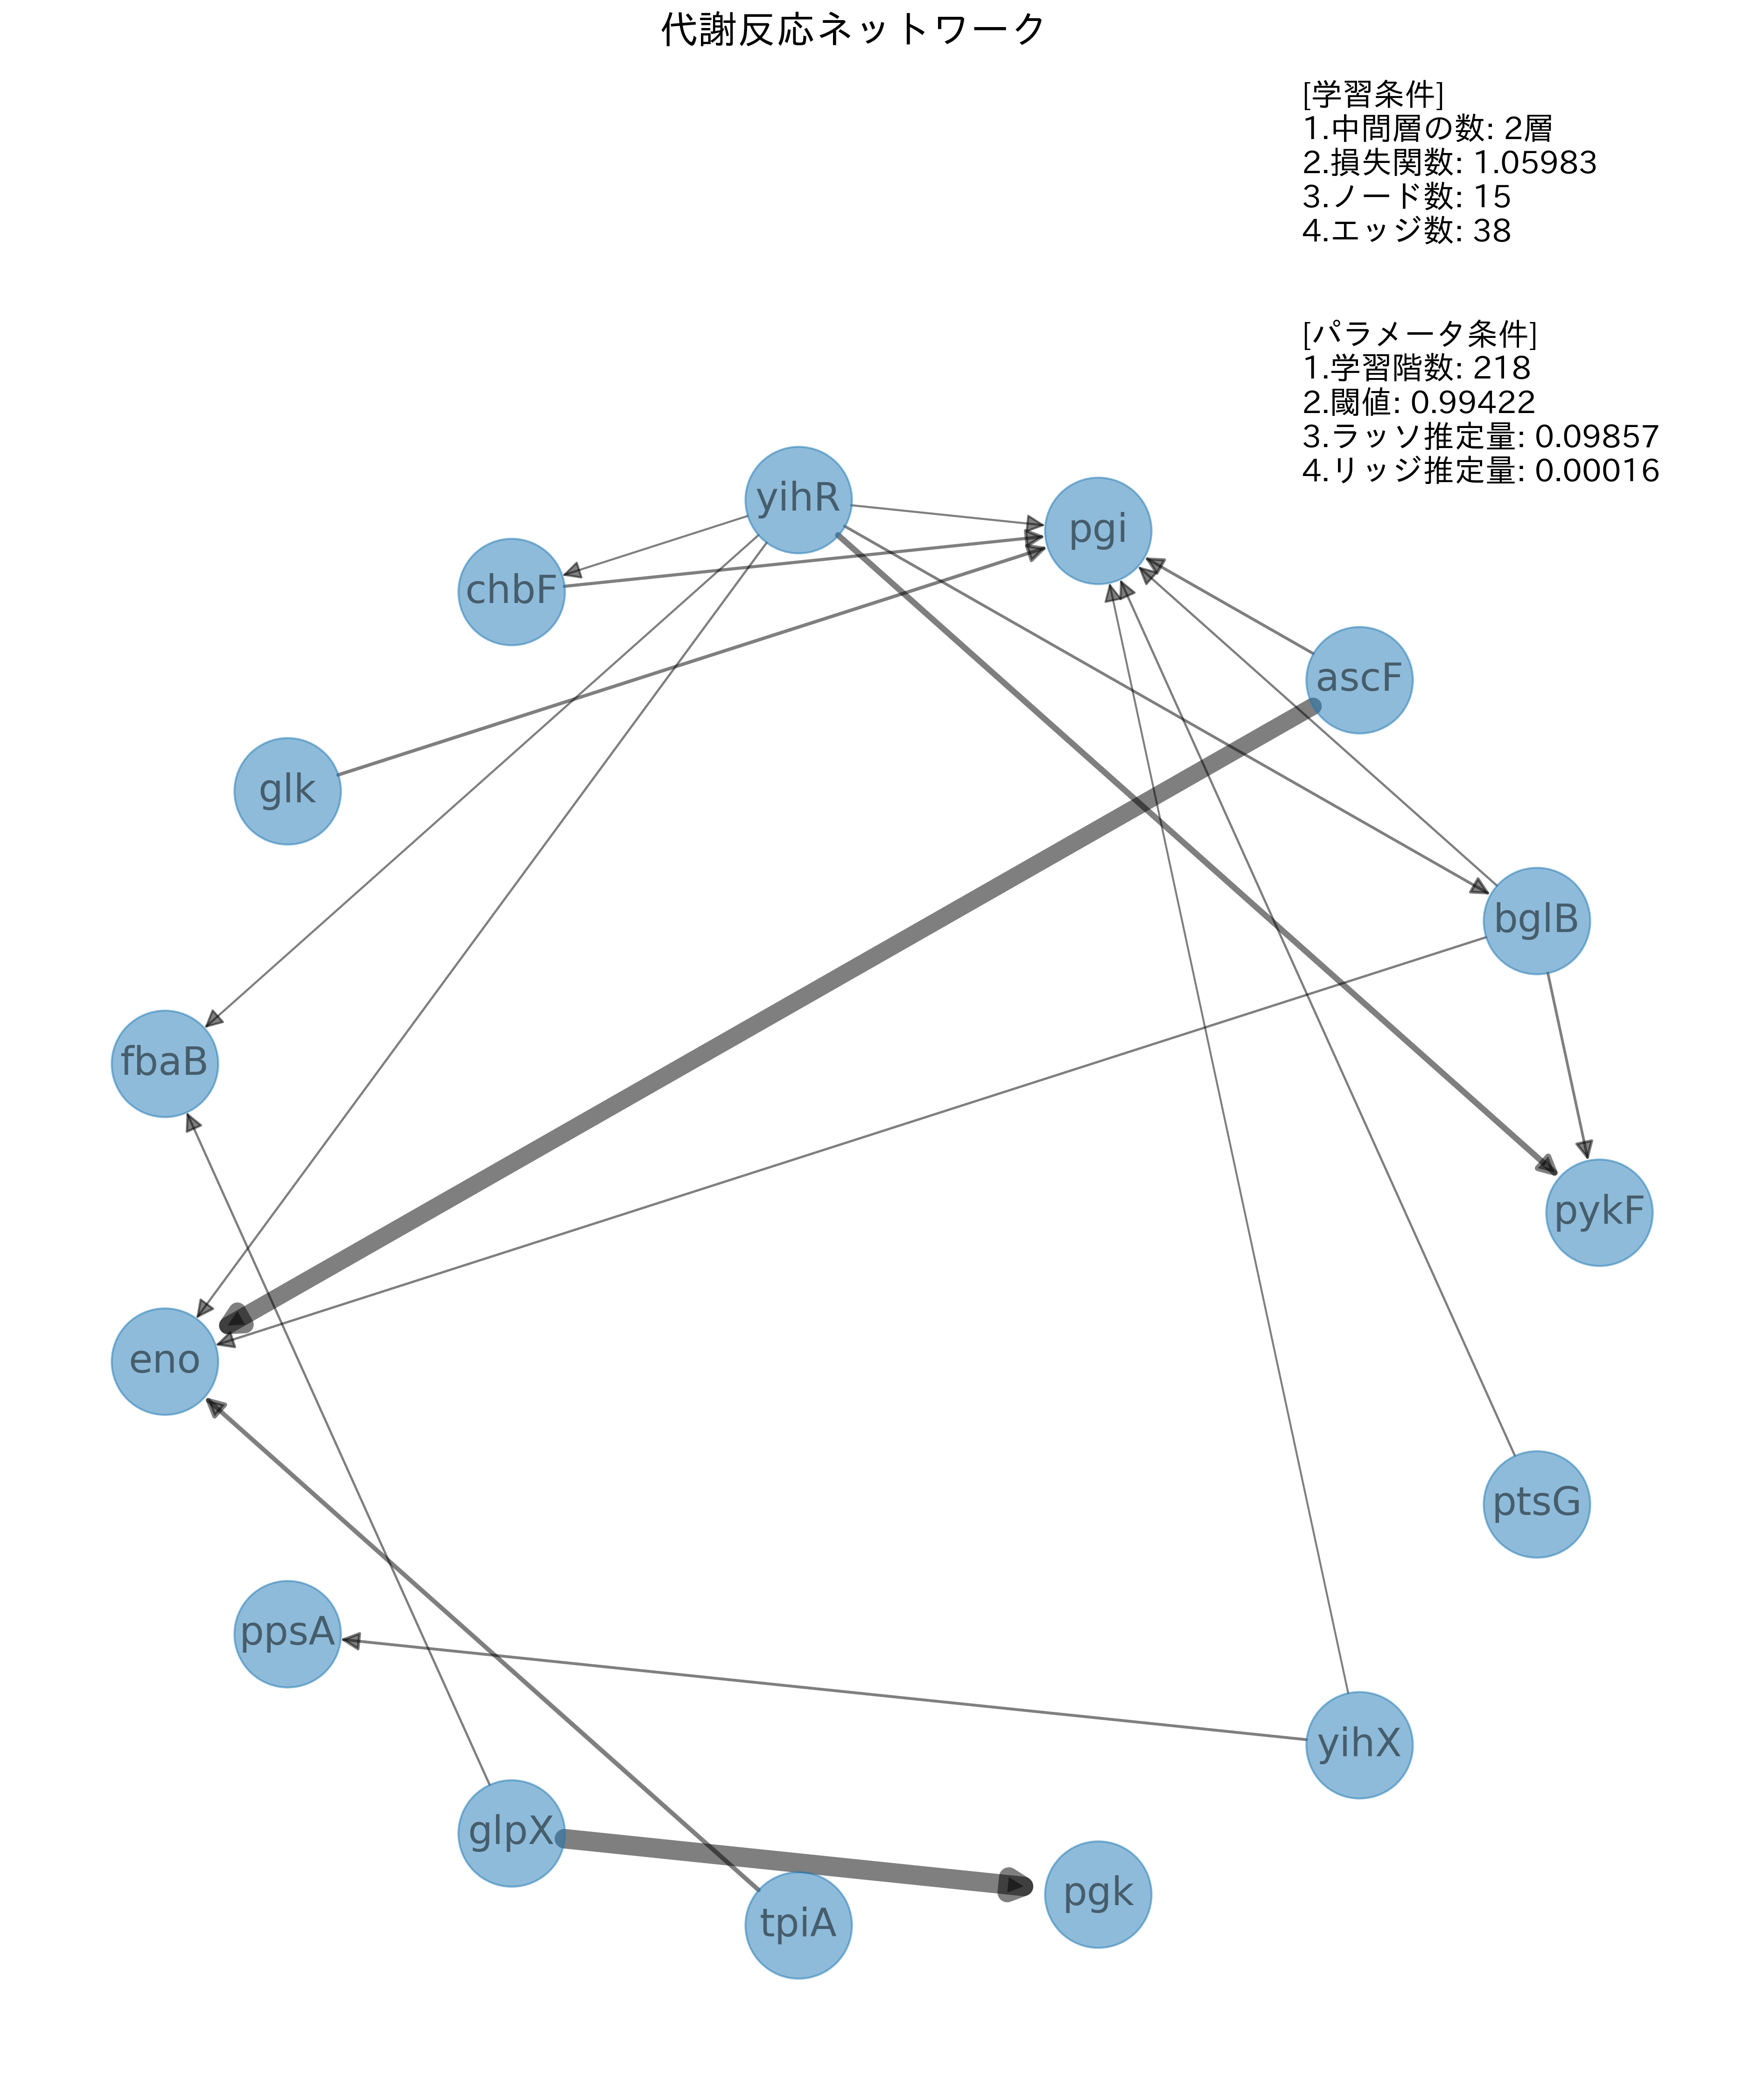 代謝反応ネットワーク
[学習条件]
1.中間層の数: 2層
2.損失関数: 1.05983
3.ノード数: 15
4.エッジ数: 38
[パラメータ条件]
1.学習階数: 218
2.閾値: 0.99422
3.ラッソ推定量: 0.09857
4.リッジ推定量: 0.00016
yihR
pgi
chbF
ascF
glk
bglB
fbaB
pykF
eno
ptsG
ppsA
yihX
glpX
pgk
tpiA